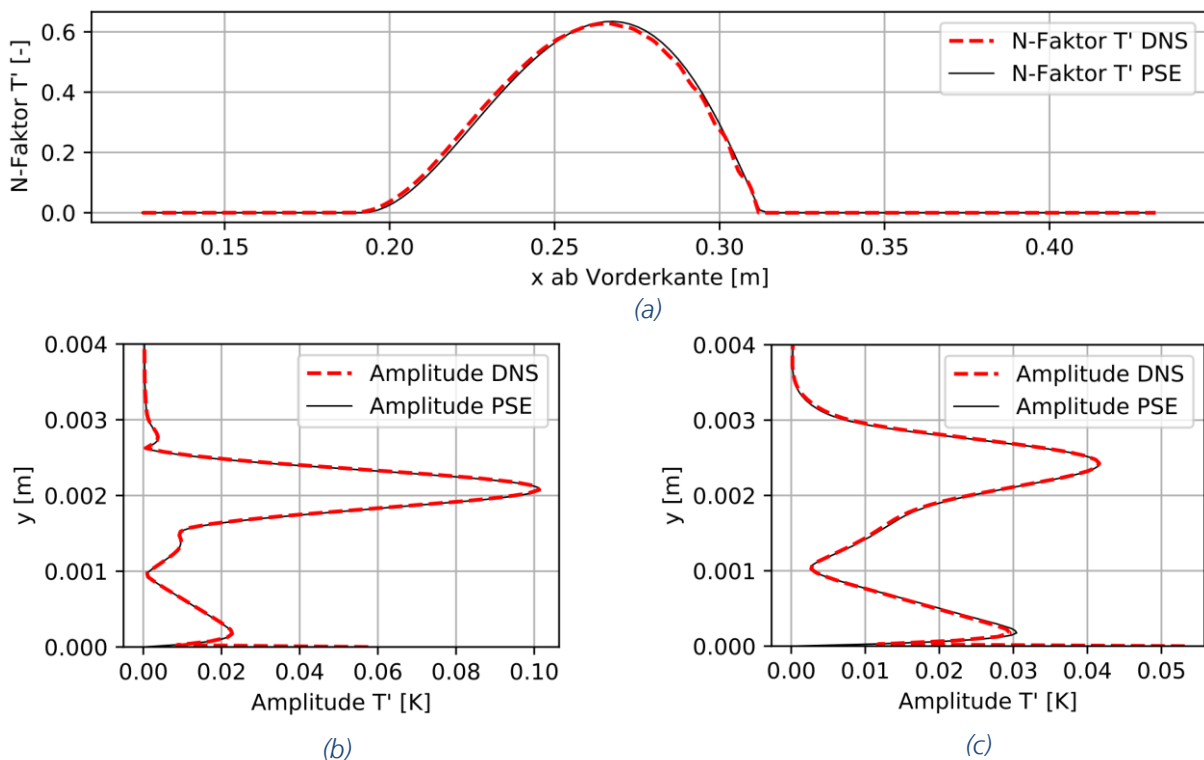 N-Faktor T' [-]
0.6
0.4
0.2
0.0
N-Faktor T' DNS
N-Faktor T' PSE
0.15 0.20 0.25 0.30 0.35 0.40
x ab Vorderkante [m]
(a)
y [m]
0.004
0.003
0.002
0.001
0.000
Amplitude DNS
Amplitude PSE
0.00 0.02 0.04 0.06 0.08 0.10
Amplitude T' [K]
(b)
y [m]
0.004
0.003
0.002
0.001
0.000
Amplitude DNS
Amplitude PSE
0.00 0.01 0.02 0.03 0.04 0.05
Amplitude T' [K]
(c)